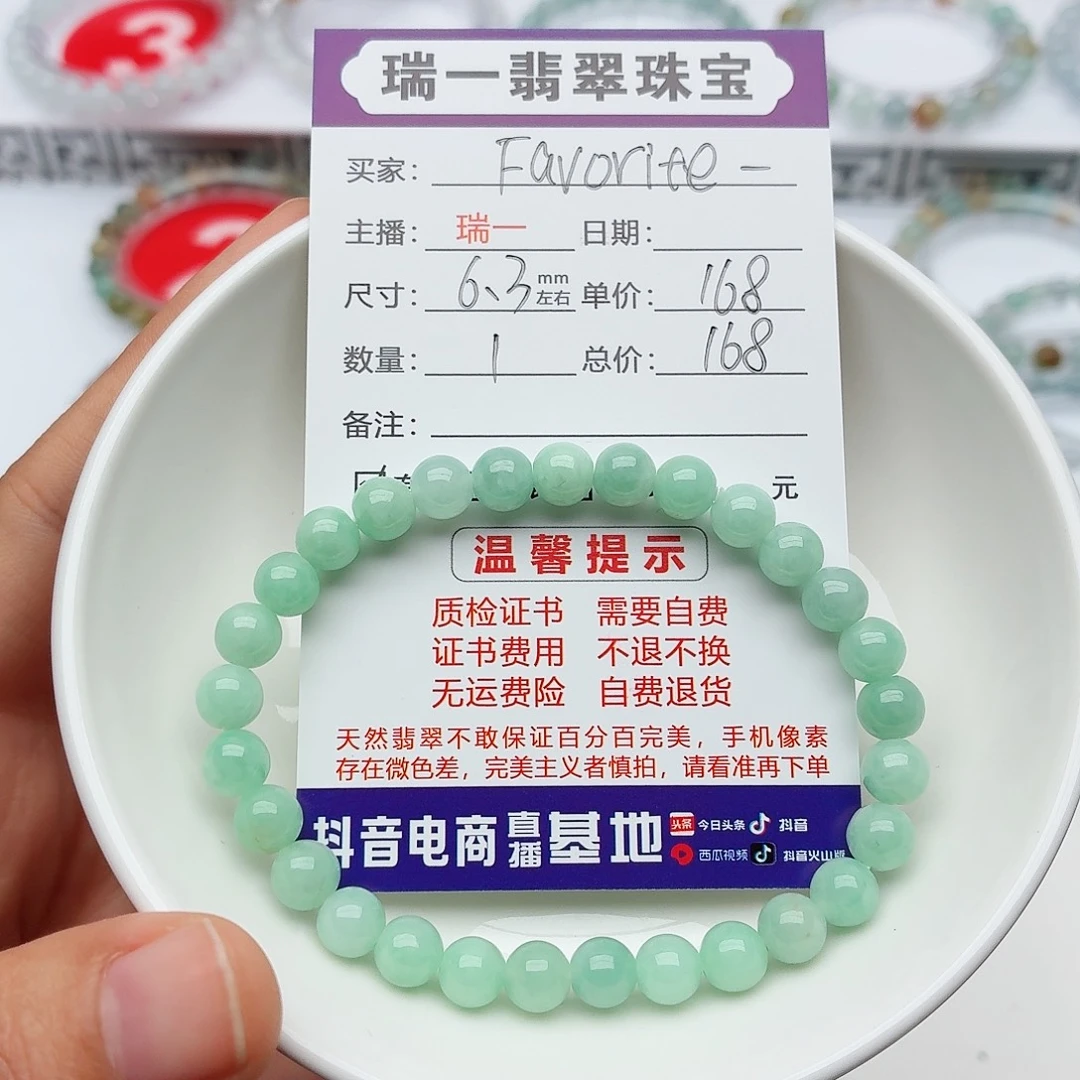 瑞一翡翠珠宝
买家: Favorite-
主播: 瑞一 日期:
尺寸: 6、3 mm左右 单价: 168
数量: 1 总价: 168
备注:
元
温馨提示
质检证书 需要自费
证书费用 不退不换
无运费险 自费退货
天然翡翠不敢保证百分百完美，手机像素
存在微色差，完美主义者慎拍，请看准再下单
抖音电商直播基地
头条 今日头条 抖音
西瓜视频 抖音火山版
3
2